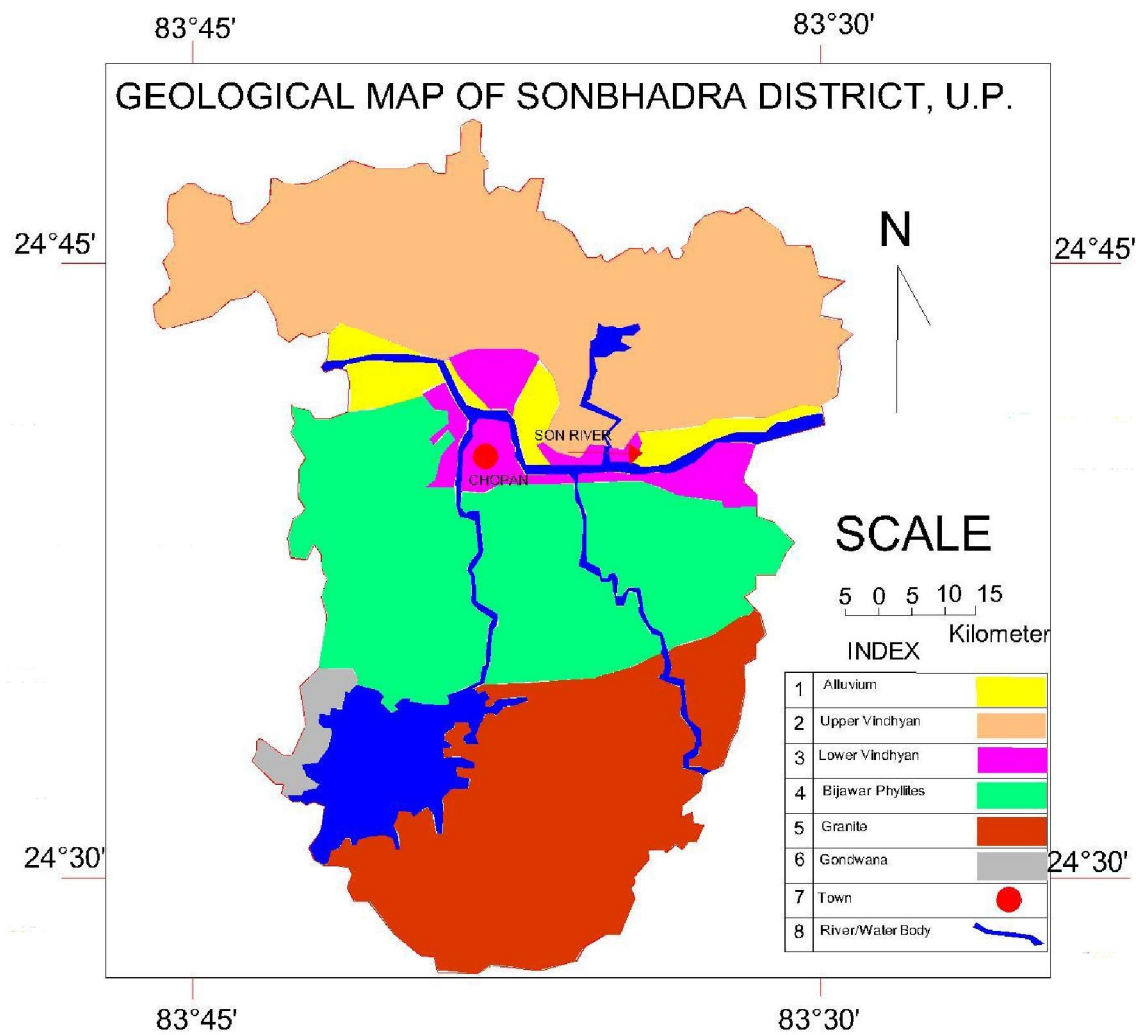 83°45' 83°30'
GEOLOGICAL MAP OF SONBHADRA DISTRICT, U.P.
24°45' 24°45'
N
SON RIVER
CHOPAN
SCALE
5 0 5 10 15
Kilometer
INDEX
1 Alluvium
2 Upper Vindhyan
3 Lower Vindhyan
4 Bijawar Phyllites
5 Granite
6 Gondwana
7 Town
8 River/Water Body
24°30' 24°30'
83°45' 83°30'